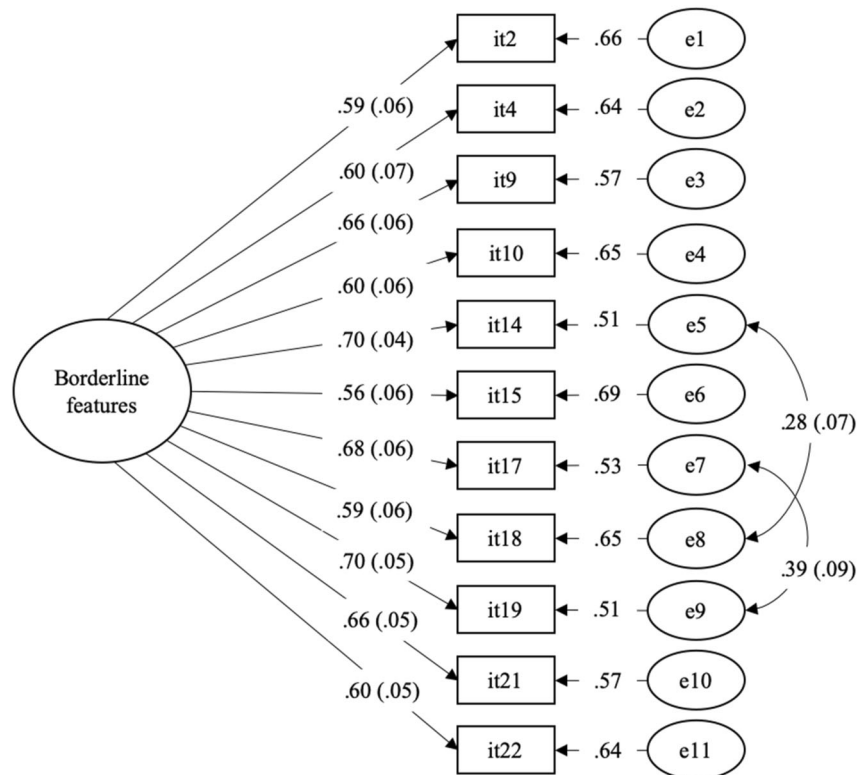 it2 .66 e1
.59 (.06)
it4 .64 e2
.60 (.07)
it9 .57 e3
.66 (.06)
it10 .65 e4
.60 (.06)
it14 .51 e5
.70 (.04)
Borderline
features
.56 (.06) it15 .69 e6
.28 (.07)
.68 (.06)
it17 .53 e7
.59 (.06)
it18 .65 e8
.70 (.05)
.39 (.09)
it19 .51 e9
.66 (.05)
it21 .57 e10
.60 (.05)
it22 .64 e11